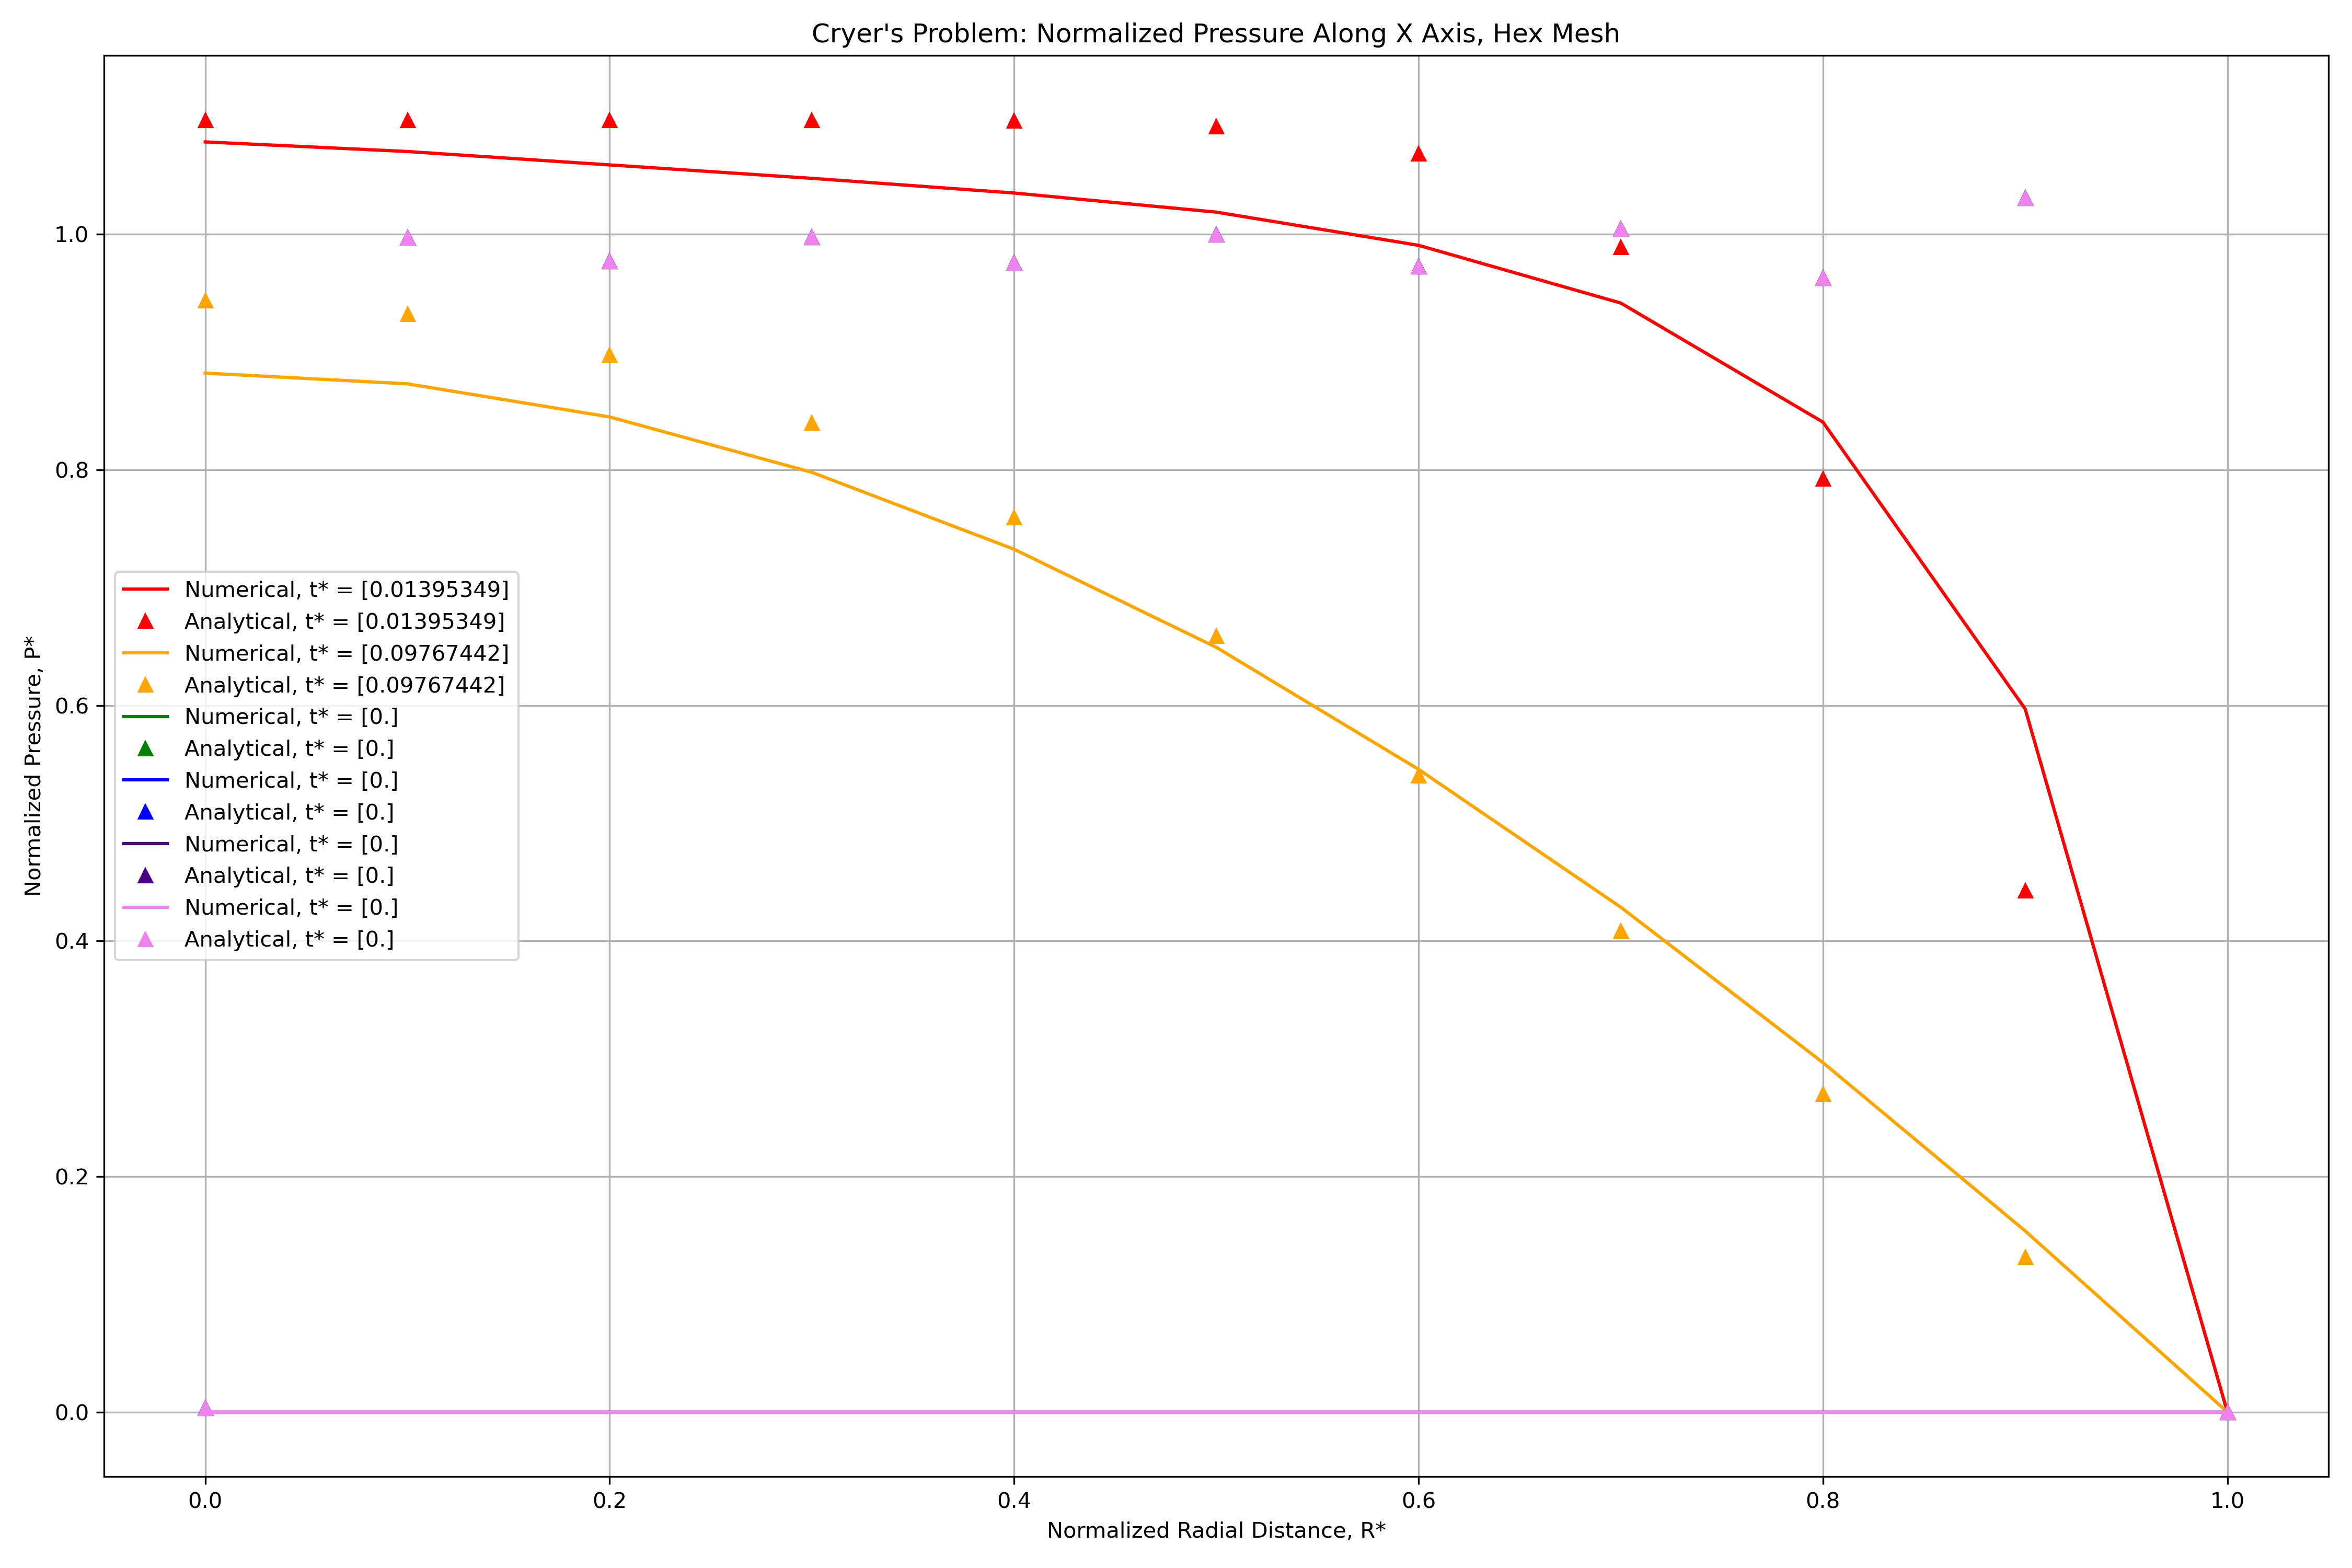 Cryer's Problem: Normalized Pressure Along X Axis, Hex Mesh
Normalized Pressure, P*
1.0
0.8
0.6
0.4
0.2
0.0
Numerical, t* = [0.01395349]
Analytical, t* = [0.01395349]
Numerical, t* = [0.09767442]
Analytical, t* = [0.09767442]
Numerical, t* = [0.]
Analytical, t* = [0.]
Numerical, t* = [0.]
Analytical, t* = [0.]
Numerical, t* = [0.]
Analytical, t* = [0.]
Numerical, t* = [0.]
Analytical, t* = [0.]
0.0 0.2 0.4 0.6 0.8 1.0
Normalized Radial Distance, R*